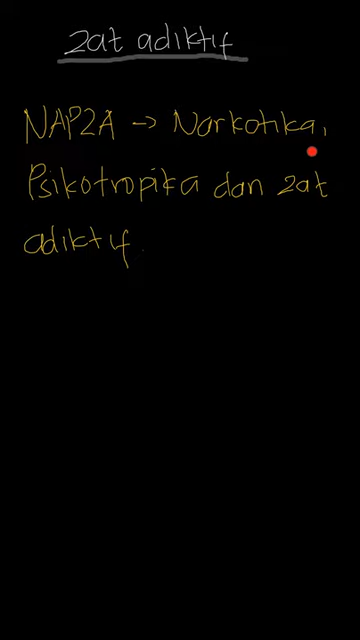 Zat adiktif
NAPZA → Narkotika,
Psikotropika dan zat
adiktif.